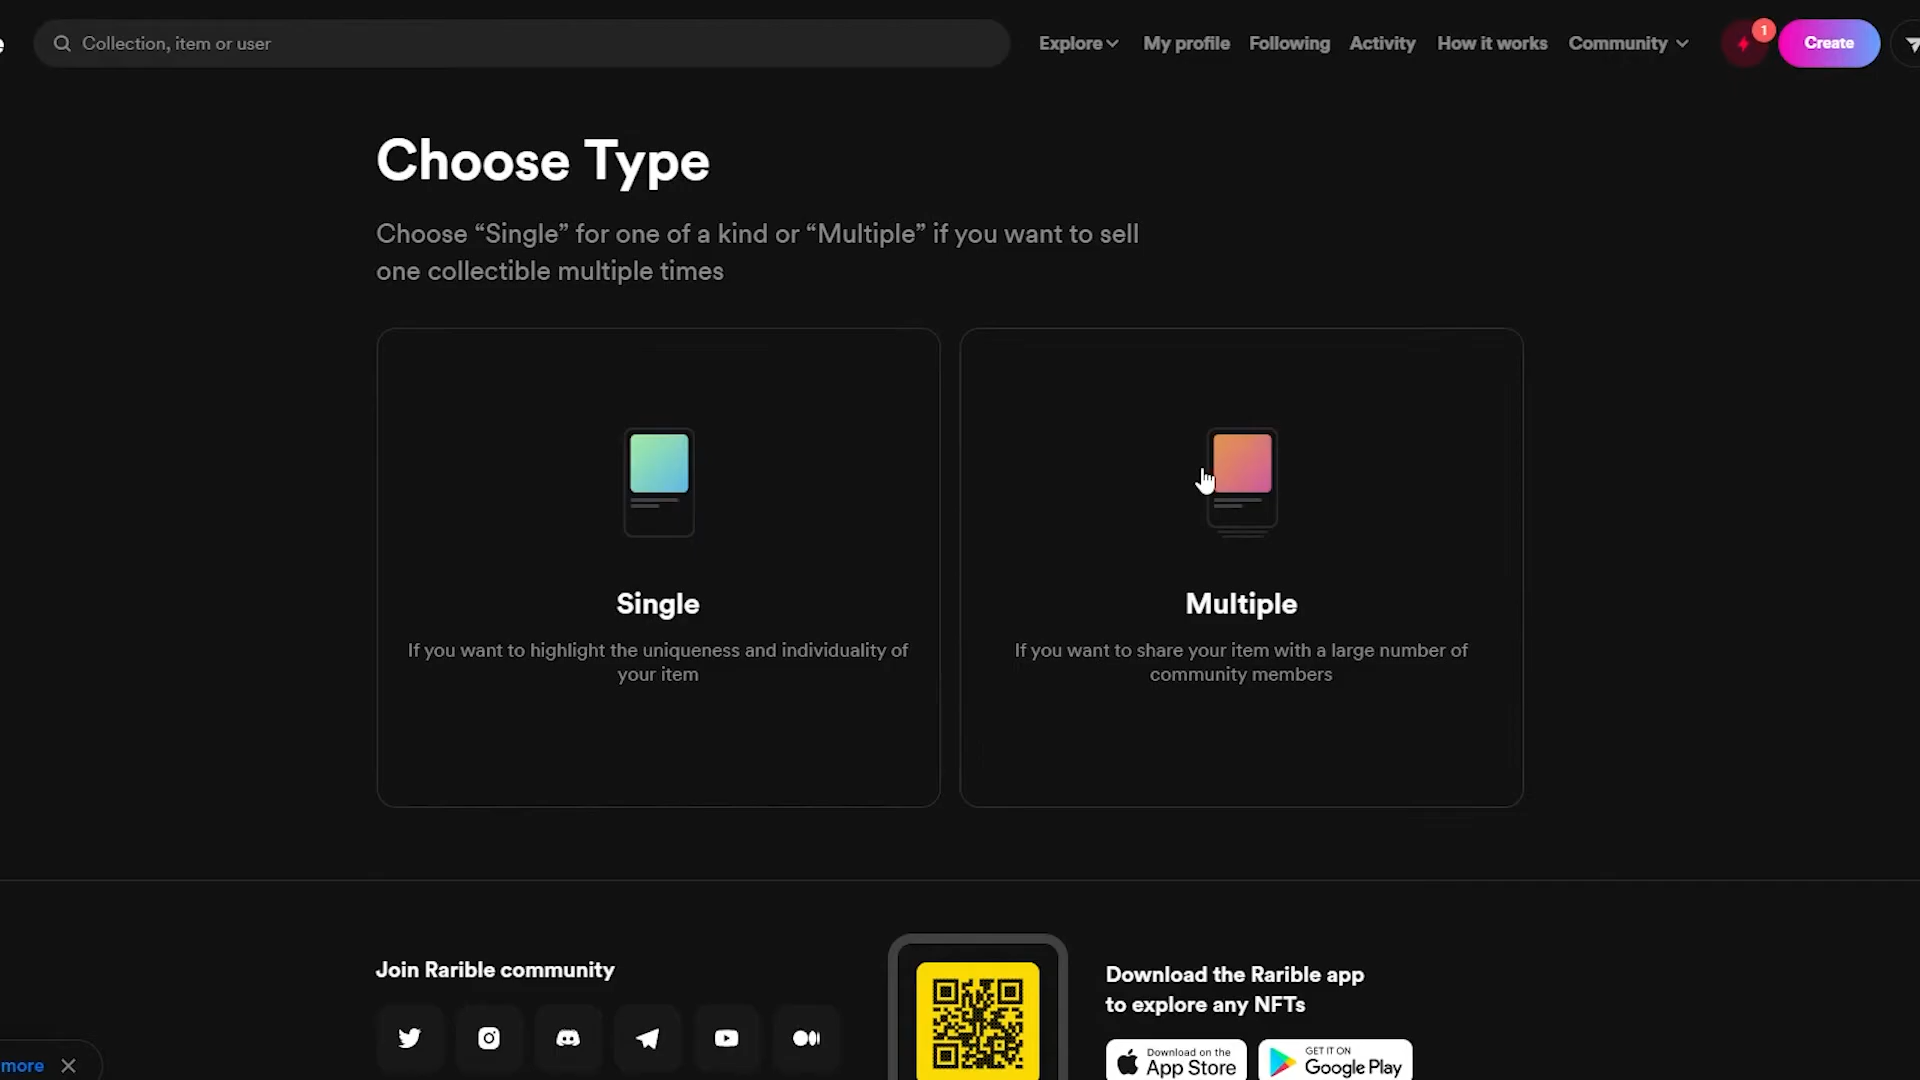 Collection, item or user
Explore
My profile
Following
Activity
How it works
Community
1
Create
Choose Type
Choose “Single” for one of a kind or “Multiple” if you want to sell
one collectible multiple times
Single
If you want to highlight the uniqueness and individuality of
your item
Multiple
If you want to share your item with a large number of
community members
Join Rarible community
Download the Rarible app
to explore any NFTs
Download on the
App Store
GET IT ON
Google Play
more